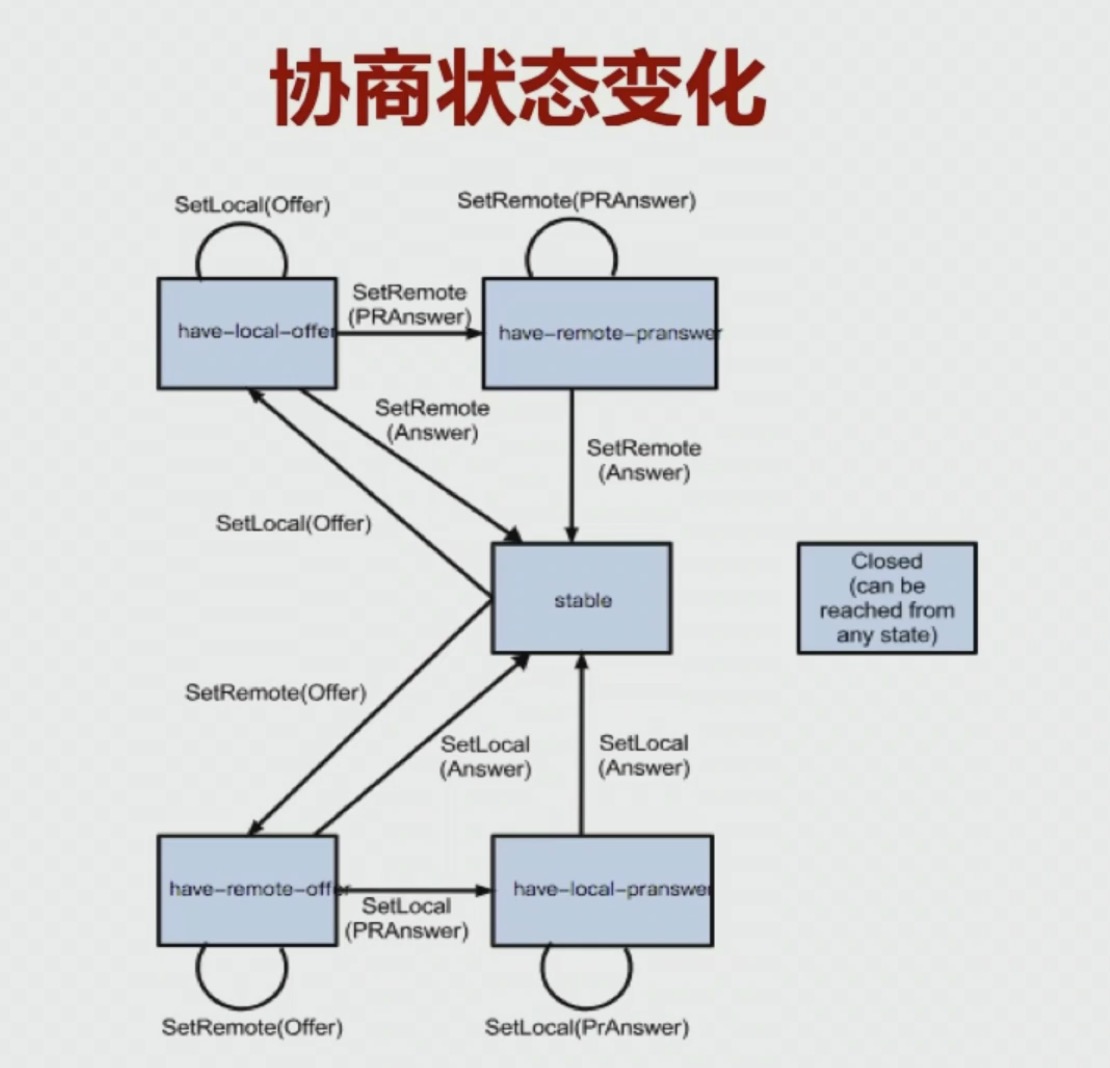 协商状态变化
SetLocal(Offer)
SetRemote(PRAnswer)
have-local-offer
SetRemote
(PRAnswer)
have-remote-pranswer
SetRemote
(Answer)
SetRemote
(Answer)
SetLocal(Offer)
stable
Closed
(can be
reached from
any state)
SetRemote(Offer)
SetLocal
(Answer)
SetLocal
(Answer)
have-remote-offer
SetLocal
(PRAnswer)
have-local-pranswer
SetRemote(Offer)
SetLocal(PrAnswer)